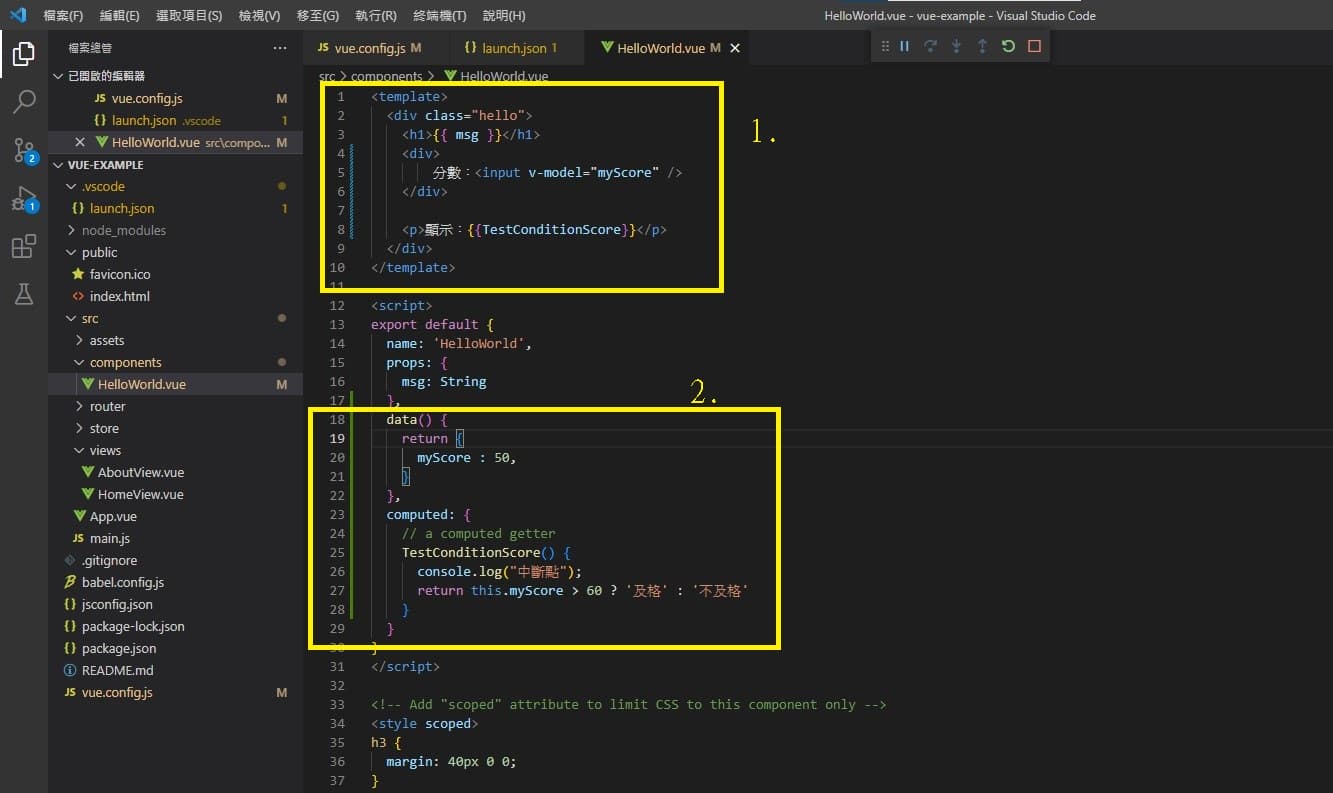 檔案(F) 編輯(E) 選取項目(S) 檢視(V) 移至(G) 執行(R) 終端機(T) 說明(H) HelloWorld.vue - vue-example - Visual Studio Code
檔案總管 ···
已開啟的編輯器
JS vue.config.js M
{} launch.json .vscode 1
× HelloWorld.vue src\compo... M
VUE-EXAMPLE
.vscode
{} launch.json 1
node_modules
public
favicon.ico
<> index.html
src
assets
components
HelloWorld.vue M
router
store
views
AboutView.vue
HomeView.vue
App.vue
JS main.js
.gitignore
babel.config.js
{} jsconfig.json
{} package-lock.json
{} package.json
README.md
JS vue.config.js M
2
1
JS vue.config.js M {} launch.json 1 HelloWorld.vue M ×
src > components > HelloWorld.vue
1 <template>
2 <div class="hello">
3 <h1>{{ msg }}</h1>
4 <div>
5 分數：<input v-model="myScore" />
6 </div>
7
8 <p>顯示：{{TestConditionScore}}</p>
9 </div>
10 </template>
11
1.
12 <script>
13 export default {
14 name: 'HelloWorld',
15 props: {
16 msg: String
17 },
2.
18 data() {
19 return {
20 myScore : 50,
21 }
22 },
23 computed: {
24 // a computed getter
25 TestConditionScore() {
26 console.log("中斷點");
27 return this.myScore > 60 ? '及格' : '不及格'
28 }
29 }
30 }
31 </script>
32
33 <!-- Add "scoped" attribute to limit CSS to this component only -->
34 <style scoped>
35 h3 {
36 margin: 40px 0 0;
37 }